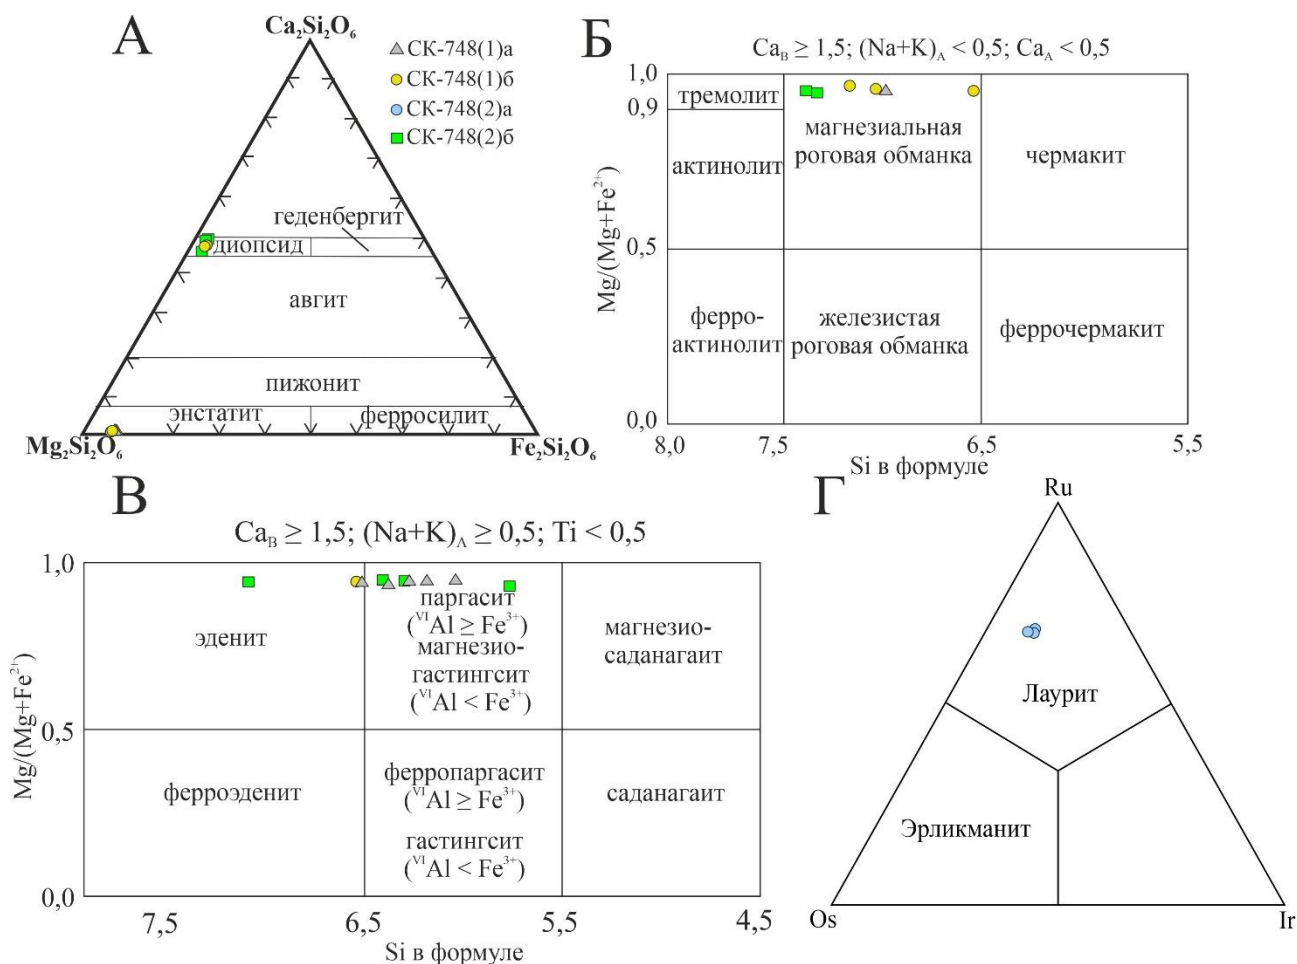 А
Ca₂Si₂O₆
СК-748(1)а
СК-748(1)б
СК-748(2)а
СК-748(2)б
геденбергит
диопсид
авгит
пижонит
энстатит
ферросилит
Mg₂Si₂O₆
Fe₂Si₂O₆
Б
Ca_B ≥ 1,5; (Na+K)_A < 0,5; Ca_A < 0,5
Mg/(Mg+Fe²⁺)
1,0
0,9
0,5
0,0
тремолит
актинолит
магнезиальная
роговая обманка
чермакит
ферро-
актинолит
железистая
роговая обманка
феррочермакит
8,0
7,5
6,5
5,5
Si в формуле
В
Ca_B ≥ 1,5; (Na+K)_A ≥ 0,5; Ti < 0,5
Mg/(Mg+Fe²⁺)
1,0
0,5
0,0
эденит
паргасит
(ⱽᴵAl ≥ Fe³⁺)
магнезио-
гастингсит
(ⱽᴵAl < Fe³⁺)
магнезио-
саданагаит
ферроэденит
ферропаргасит
(ⱽᴵAl ≥ Fe³⁺)
гастингсит
(ⱽᴵAl < Fe³⁺)
саданагаит
7,5
6,5
5,5
4,5
Si в формуле
Г
Ru
Лаурит
Эрликманит
Os
Ir